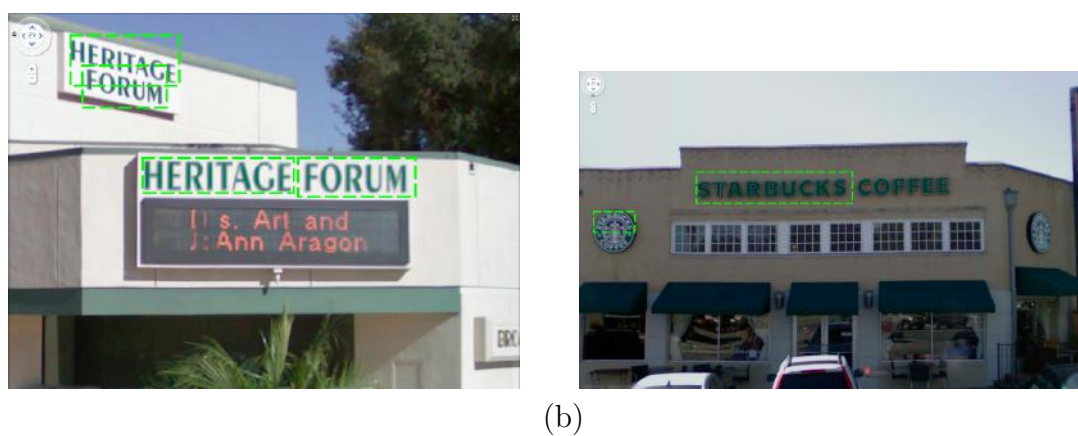 HERITAGE
FORUM
HERITAGE FORUM
s. Art and
: Ann Aragon
STARBUCKS COFFEE
(b)